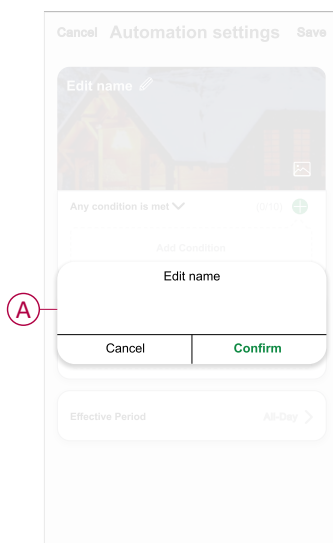 Cancel Automation settings Save
Edit name
Any condition is met (0/10)
Add Condition
Edit name
A
Cancel Confirm
Effective Period All-Day